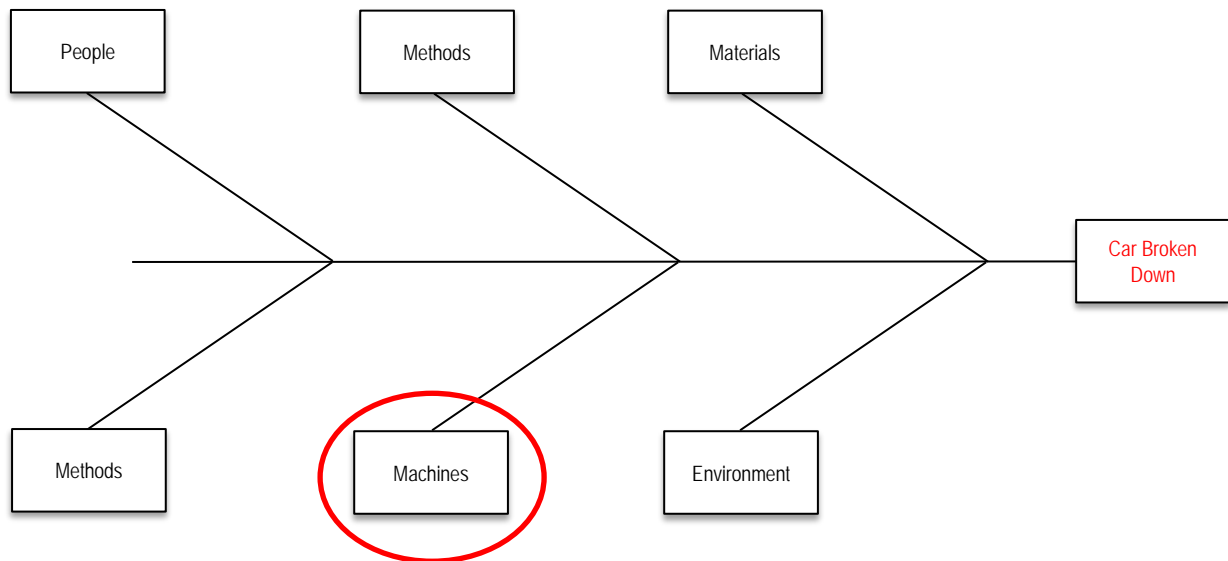 People
Methods
Materials
Car Broken
Down
Methods
Machines
Environment